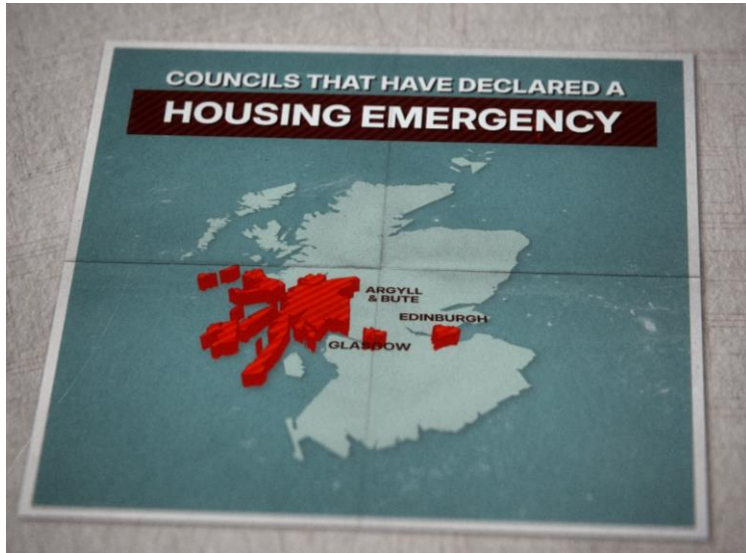 COUNCILS THAT HAVE DECLARED A
HOUSING EMERGENCY
ARGYLL
& BUTE
EDINBURGH
GLASGOW